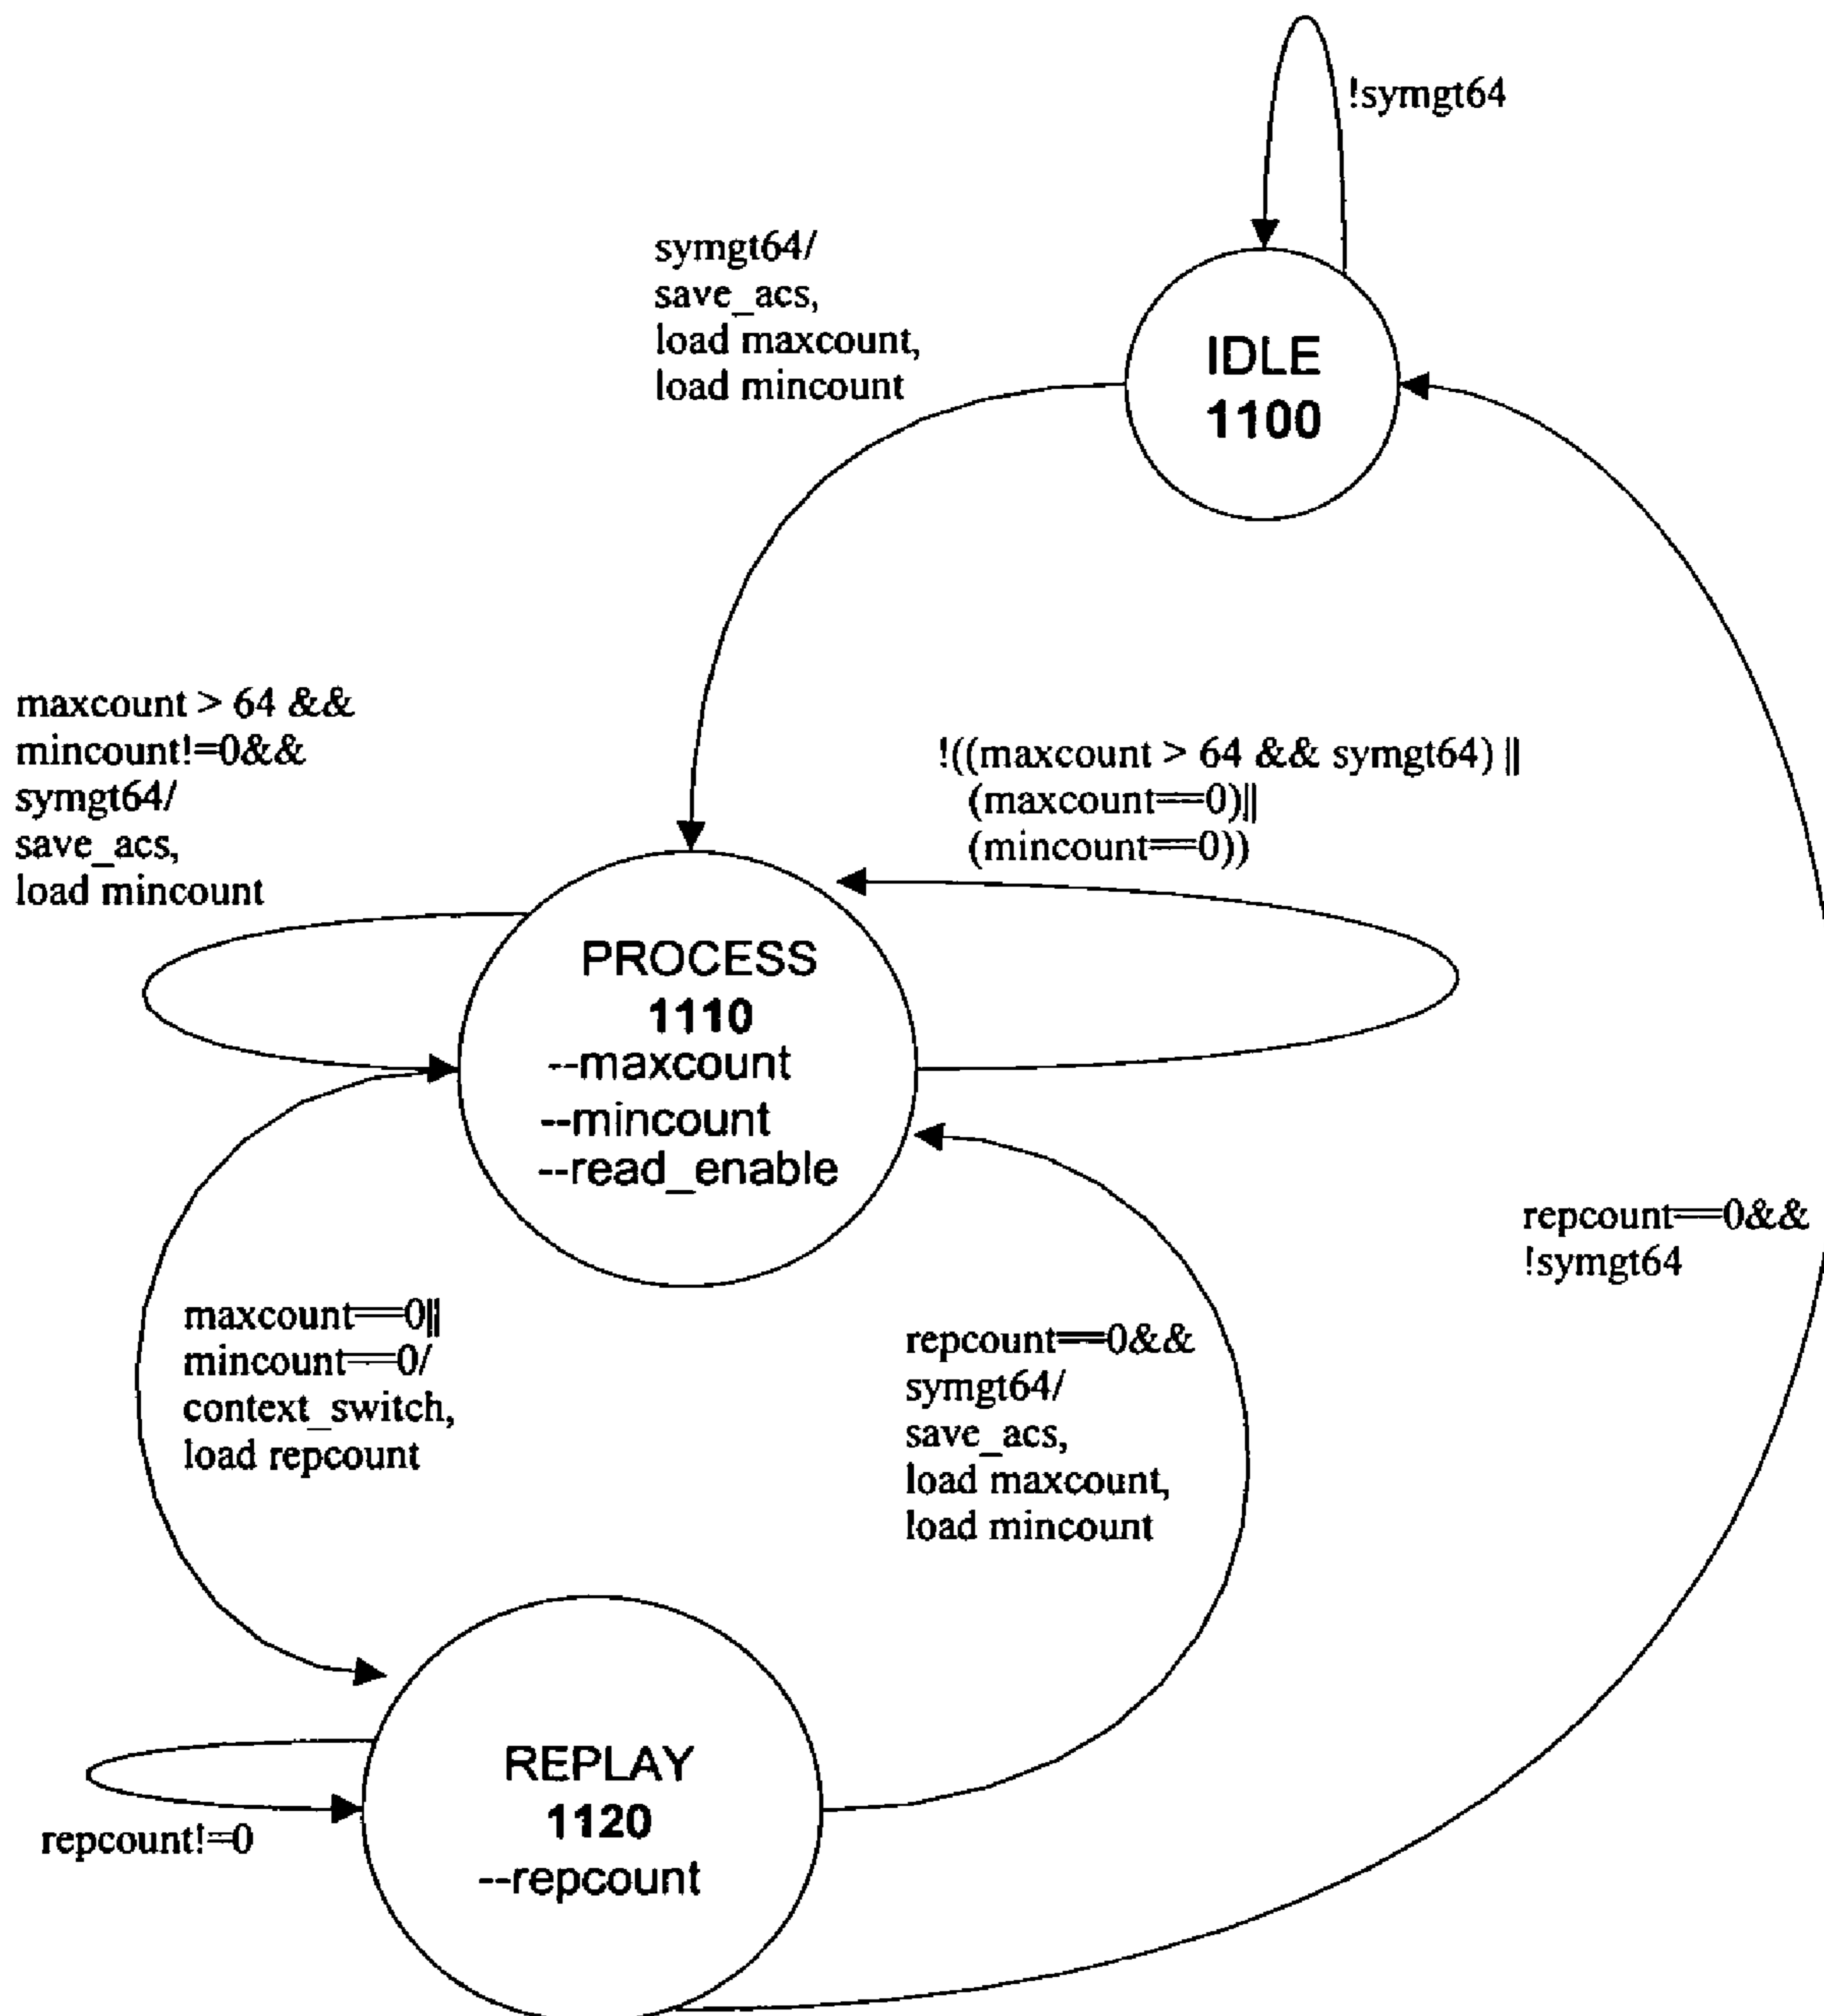 !symgt64
symgt64/
save_acs,
load maxcount,
load mincount
IDLE
1100
maxcount > 64 &&
mincount!=0&&
symgt64/
save_acs,
load mincount
!((maxcount > 64 && symgt64) ||
(maxcount==0)||
(mincount==0))
PROCESS
1110
--maxcount
--mincount
--read_enable
repcount==0&&
!symgt64
maxcount==0||
mincount==0/
context_switch,
load repcount
repcount==0&&
symgt64/
save_acs,
load maxcount,
load mincount
REPLAY
1120
--repcount
repcount!=0